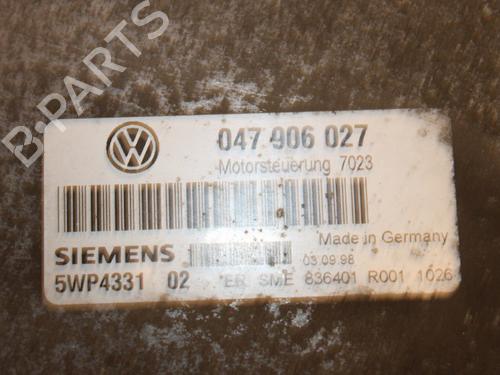 B-PARTS
047 906 027
Motorsteuerung 7023
SIEMENS
Made in Germany
03.09.98
5WP4331 02 ER SME 836401 R001 1026